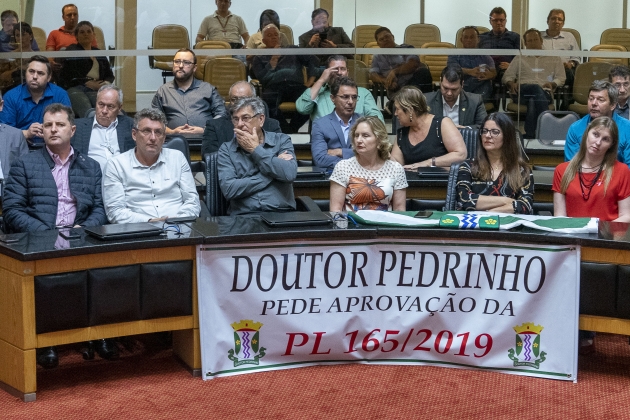 DOUTOR PEDRINHO
PEDE APROVAÇÃO DA
PL 165/2019